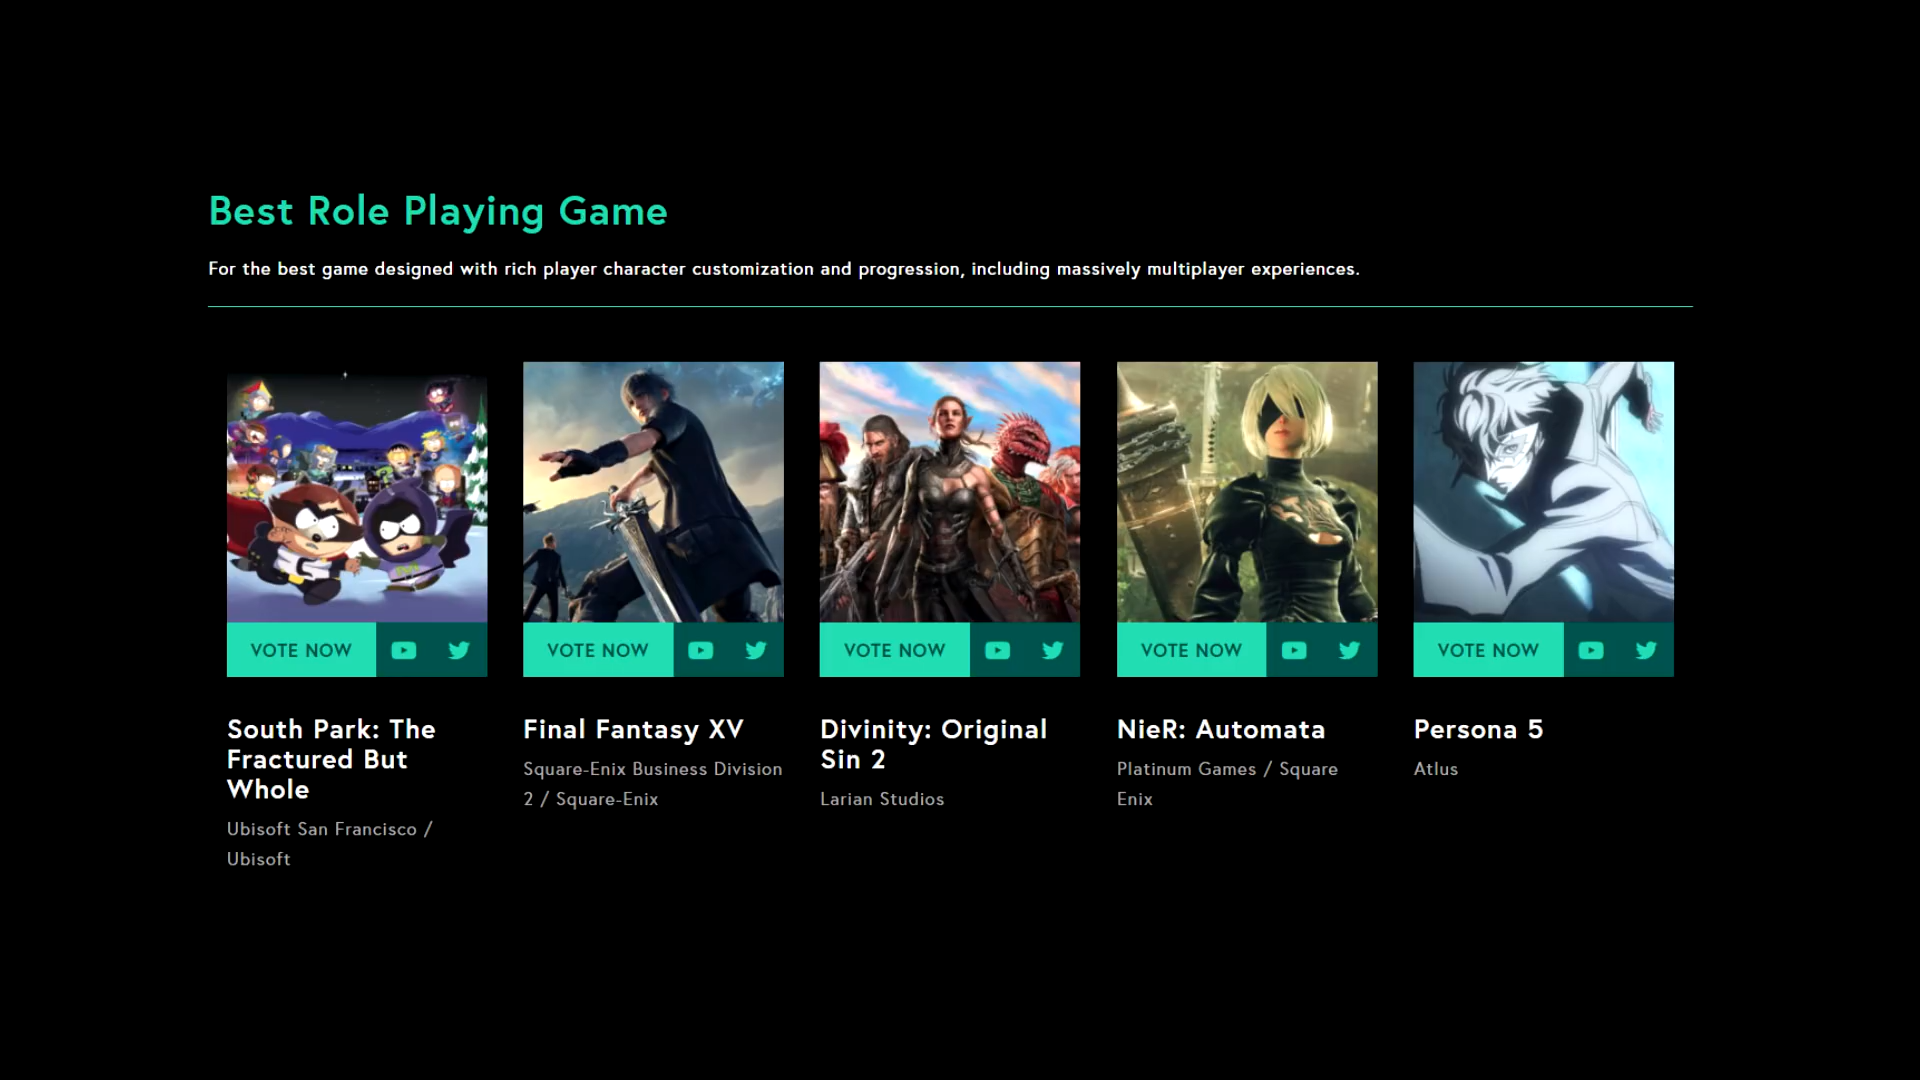 Best Role Playing Game
For the best game designed with rich player character customization and progression, including massively multiplayer experiences.
VOTE NOW
VOTE NOW
VOTE NOW
VOTE NOW
VOTE NOW
South Park: The
Fractured But
Whole
Ubisoft San Francisco /
Ubisoft
Final Fantasy XV
Square-Enix Business Division
2 / Square-Enix
Divinity: Original
Sin 2
Larian Studios
NieR: Automata
Platinum Games / Square
Enix
Persona 5
Atlus